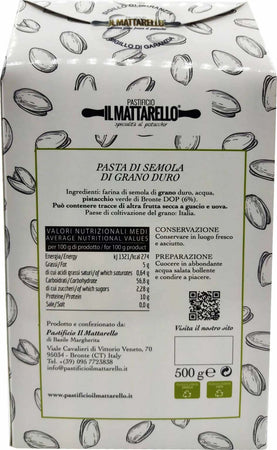 SIGILLO DI GARANZIA
PASTIFICIO
IL MATTARELLO®
specialità al pistacchio
PASTA DI SEMOLA
DI GRANO DURO
Ingredienti: farina di semola di grano duro, acqua,
pistacchio verde di Bronte DOP (6%).
Può contenere tracce di altra frutta secca a guscio e uova.
Paese di coltivazione del grano: Italia.
VALORI NUTRIZIONALI MEDI
AVERAGE NUTRITIONAL VALUES
per 100 g di prodotto / for 100 g product
Energia/Energy kj 1321/kcal 274
Grassi/Fat 5 g
di cui acidi grassi saturi/of which saturates 0,64 g
Carboidrati/Carbohydrate 56,8 g
di cui zuccheri/of which sugars 2,28 g
Proteine/Protein 10 g
Sale/Sale 0,0 g
CONSERVAZIONE
Conservare in luogo fresco
e asciutto.
PREPARAZIONE
Cuocere in abbondante
acqua salata bollente
e condire a piacere.
Prodotto e confezionato da:
Pastificio Il Mattarello
di Basile Margherita
Viale Cavalieri di Vittorio Veneto, 70
95034 - Bronte (CT) Italy
Tel. (+39) 096 7723838
info@pastificioilmattarello.it
www.pastificioilmattarello.it
Visita il nostro sito
500 g e